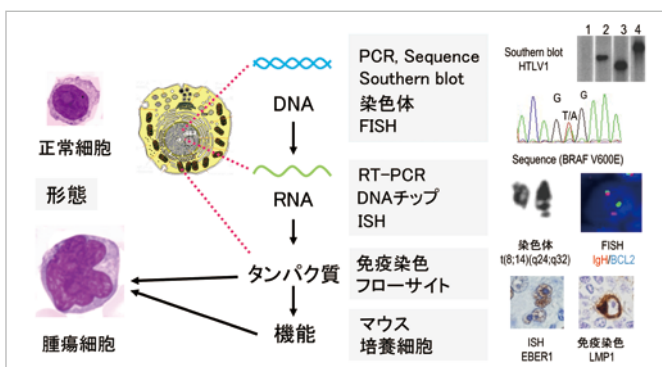 正常細胞
形態
腫瘍細胞
DNA
RNA
タンパク質
機能
PCR, Sequence
Southern blot
染色体
FISH
RT-PCR
DNAチップ
ISH
免疫染色
フローサイト
マウス
培養細胞
1 2 3 4
Southern blot
HTLV1
G T/A G
Sequence (BRAF V600E)
染色体
t(8;14)(q24;q32)
FISH
IgH/BCL2
ISH
EBER1
免疫染色
LMP1